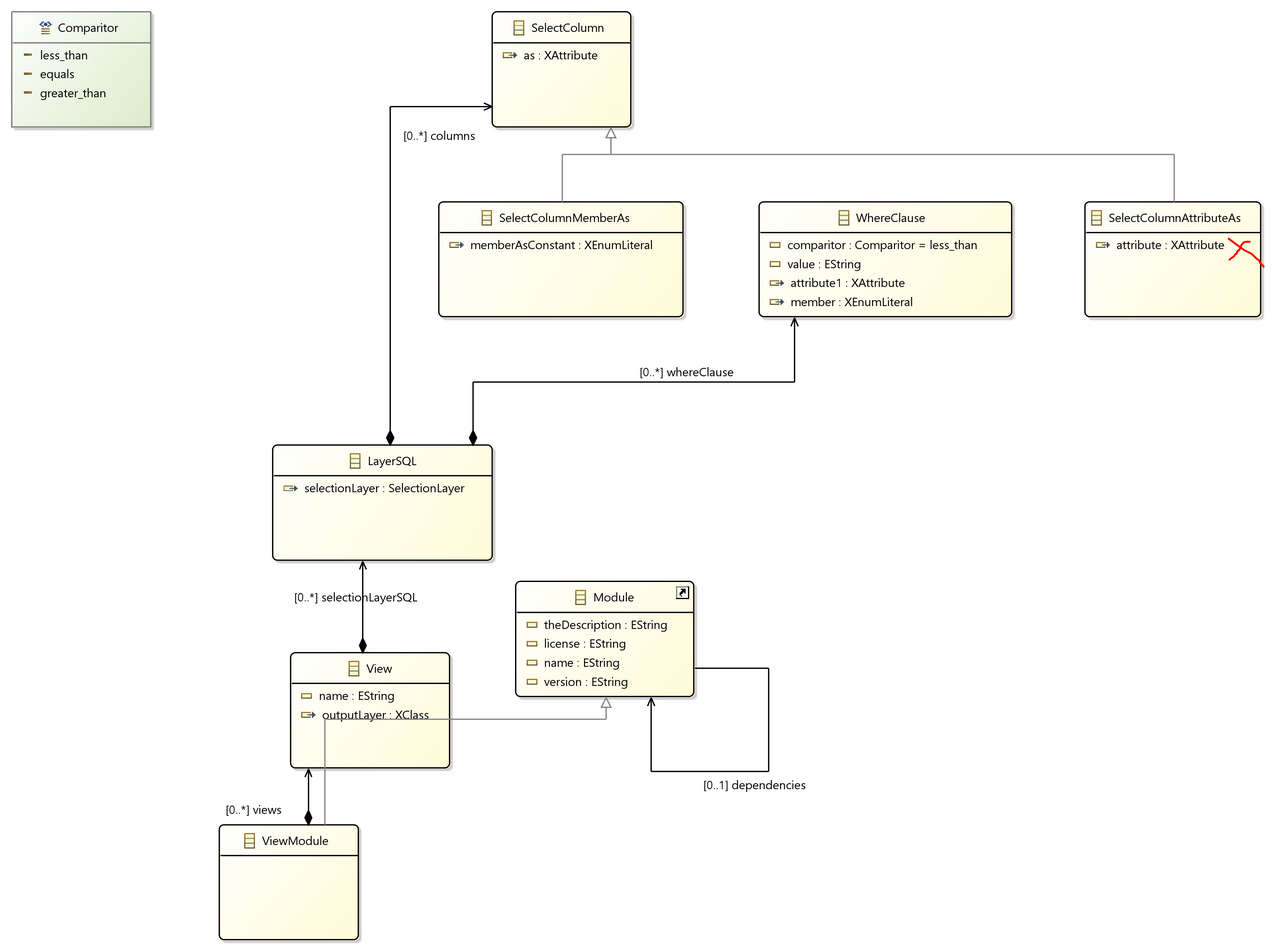 Comparitor
less_than
equals
greater_than
SelectColumn
as : XAttribute
[0..*] columns
SelectColumnMemberAs
memberAsConstant : XEnumLiteral
WhereClause
comparitor : Comparitor = less_than
value : EString
attribute1 : XAttribute
member : XEnumLiteral
SelectColumnAttributeAs
attribute : XAttribute
[0..*] whereClause
LayerSQL
selectionLayer : SelectionLayer
[0..*] selectionLayerSQL
Module
theDescription : EString
license : EString
name : EString
version : EString
View
name : EString
outputLayer : XClass
[0..1] dependencies
[0..*] views
ViewModule